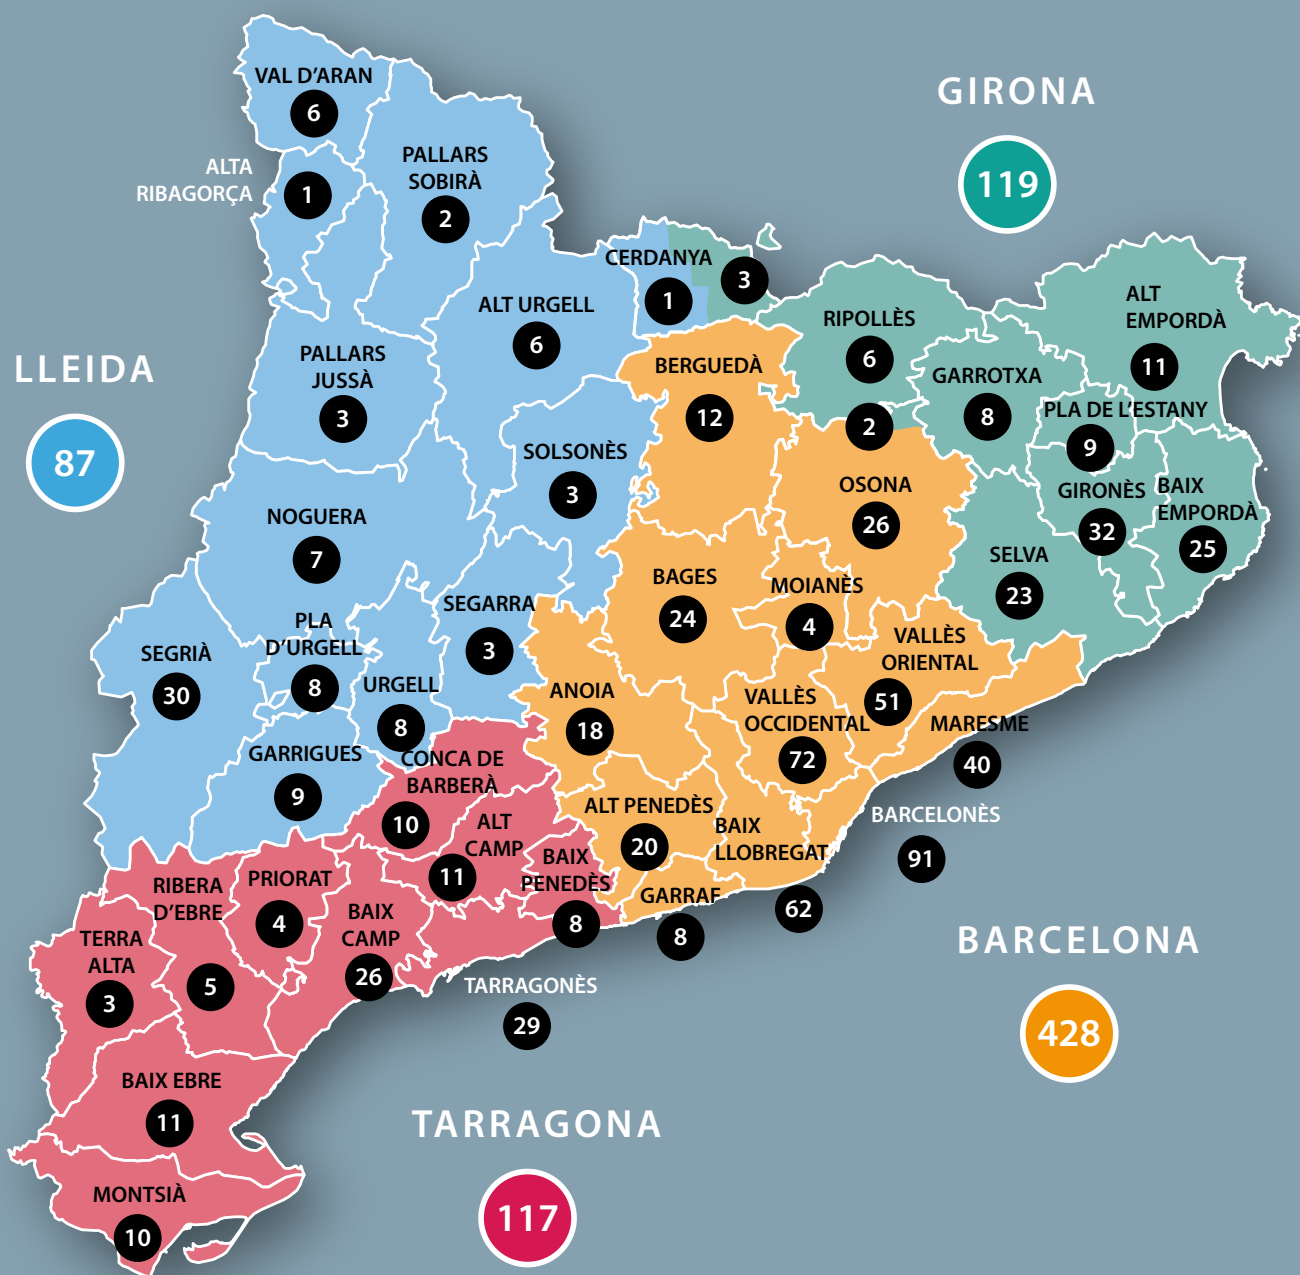 VAL D'ARAN
6
GIRONA
119
ALTA
RIBAGORÇA
1
PALLARS
SOBIRÀ
2
CERDANYA
1
3
ALT URGELL
6
RIPOLLÈS
6
2
ALT
EMPORDÀ
11
LLEIDA
87
PALLARS
JUSSÀ
3
BERGUEDÀ
12
GARROTXA
8
PLA DE L'ESTANY
9
SOLSONÈS
3
OSONA
26
GIRONÈS
32
BAIX
EMPORDÀ
25
NOGUERA
7
SELVA
23
BAGES
24
MOIANÈS
4
SEGARRA
3
PLA
D'URGELL
8
SEGRIÀ
30
URGELL
8
ANOIA
18
VALLÈS
ORIENTAL
51
VALLÈS
OCCIDENTAL
72
MARESME
40
GARRIGUES
9
CONCA DE
BARBERÀ
10
ALT
CAMP
11
ALT PENEDÈS
20
BAIX
LLOBREGAT
62
BARCELONÈS
91
BAIX
PENEDÈS
8
GARRAF
8
RIBERA
D'EBRE
5
PRIORAT
4
BAIX
CAMP
26
TERRA
ALTA
3
TARRAGONÈS
29
BARCELONA
428
BAIX EBRE
11
TARRAGONA
117
MONTSIÀ
10